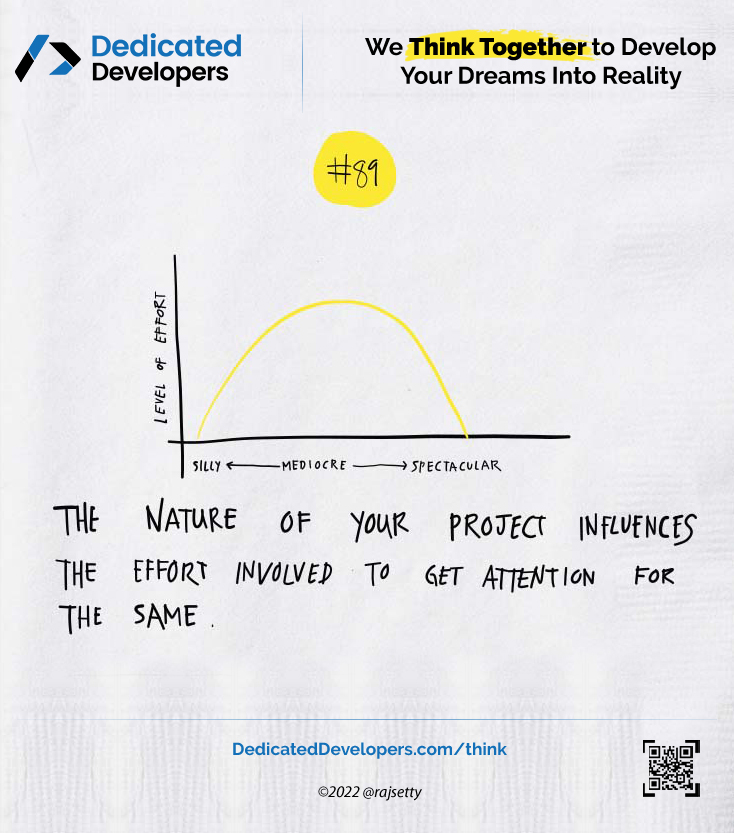 Dedicated
Developers
We Think Together to Develop
Your Dreams Into Reality
#89
LEVEL OF EFFORT
SILLY ← MEDIOCRE → SPECTACULAR
THE NATURE OF YOUR PROJECT INFLUENCES
THE EFFORT INVOLVED TO GET ATTENTION FOR
THE SAME.
DedicatedDevelopers.com/think
©2022 @rajsetty